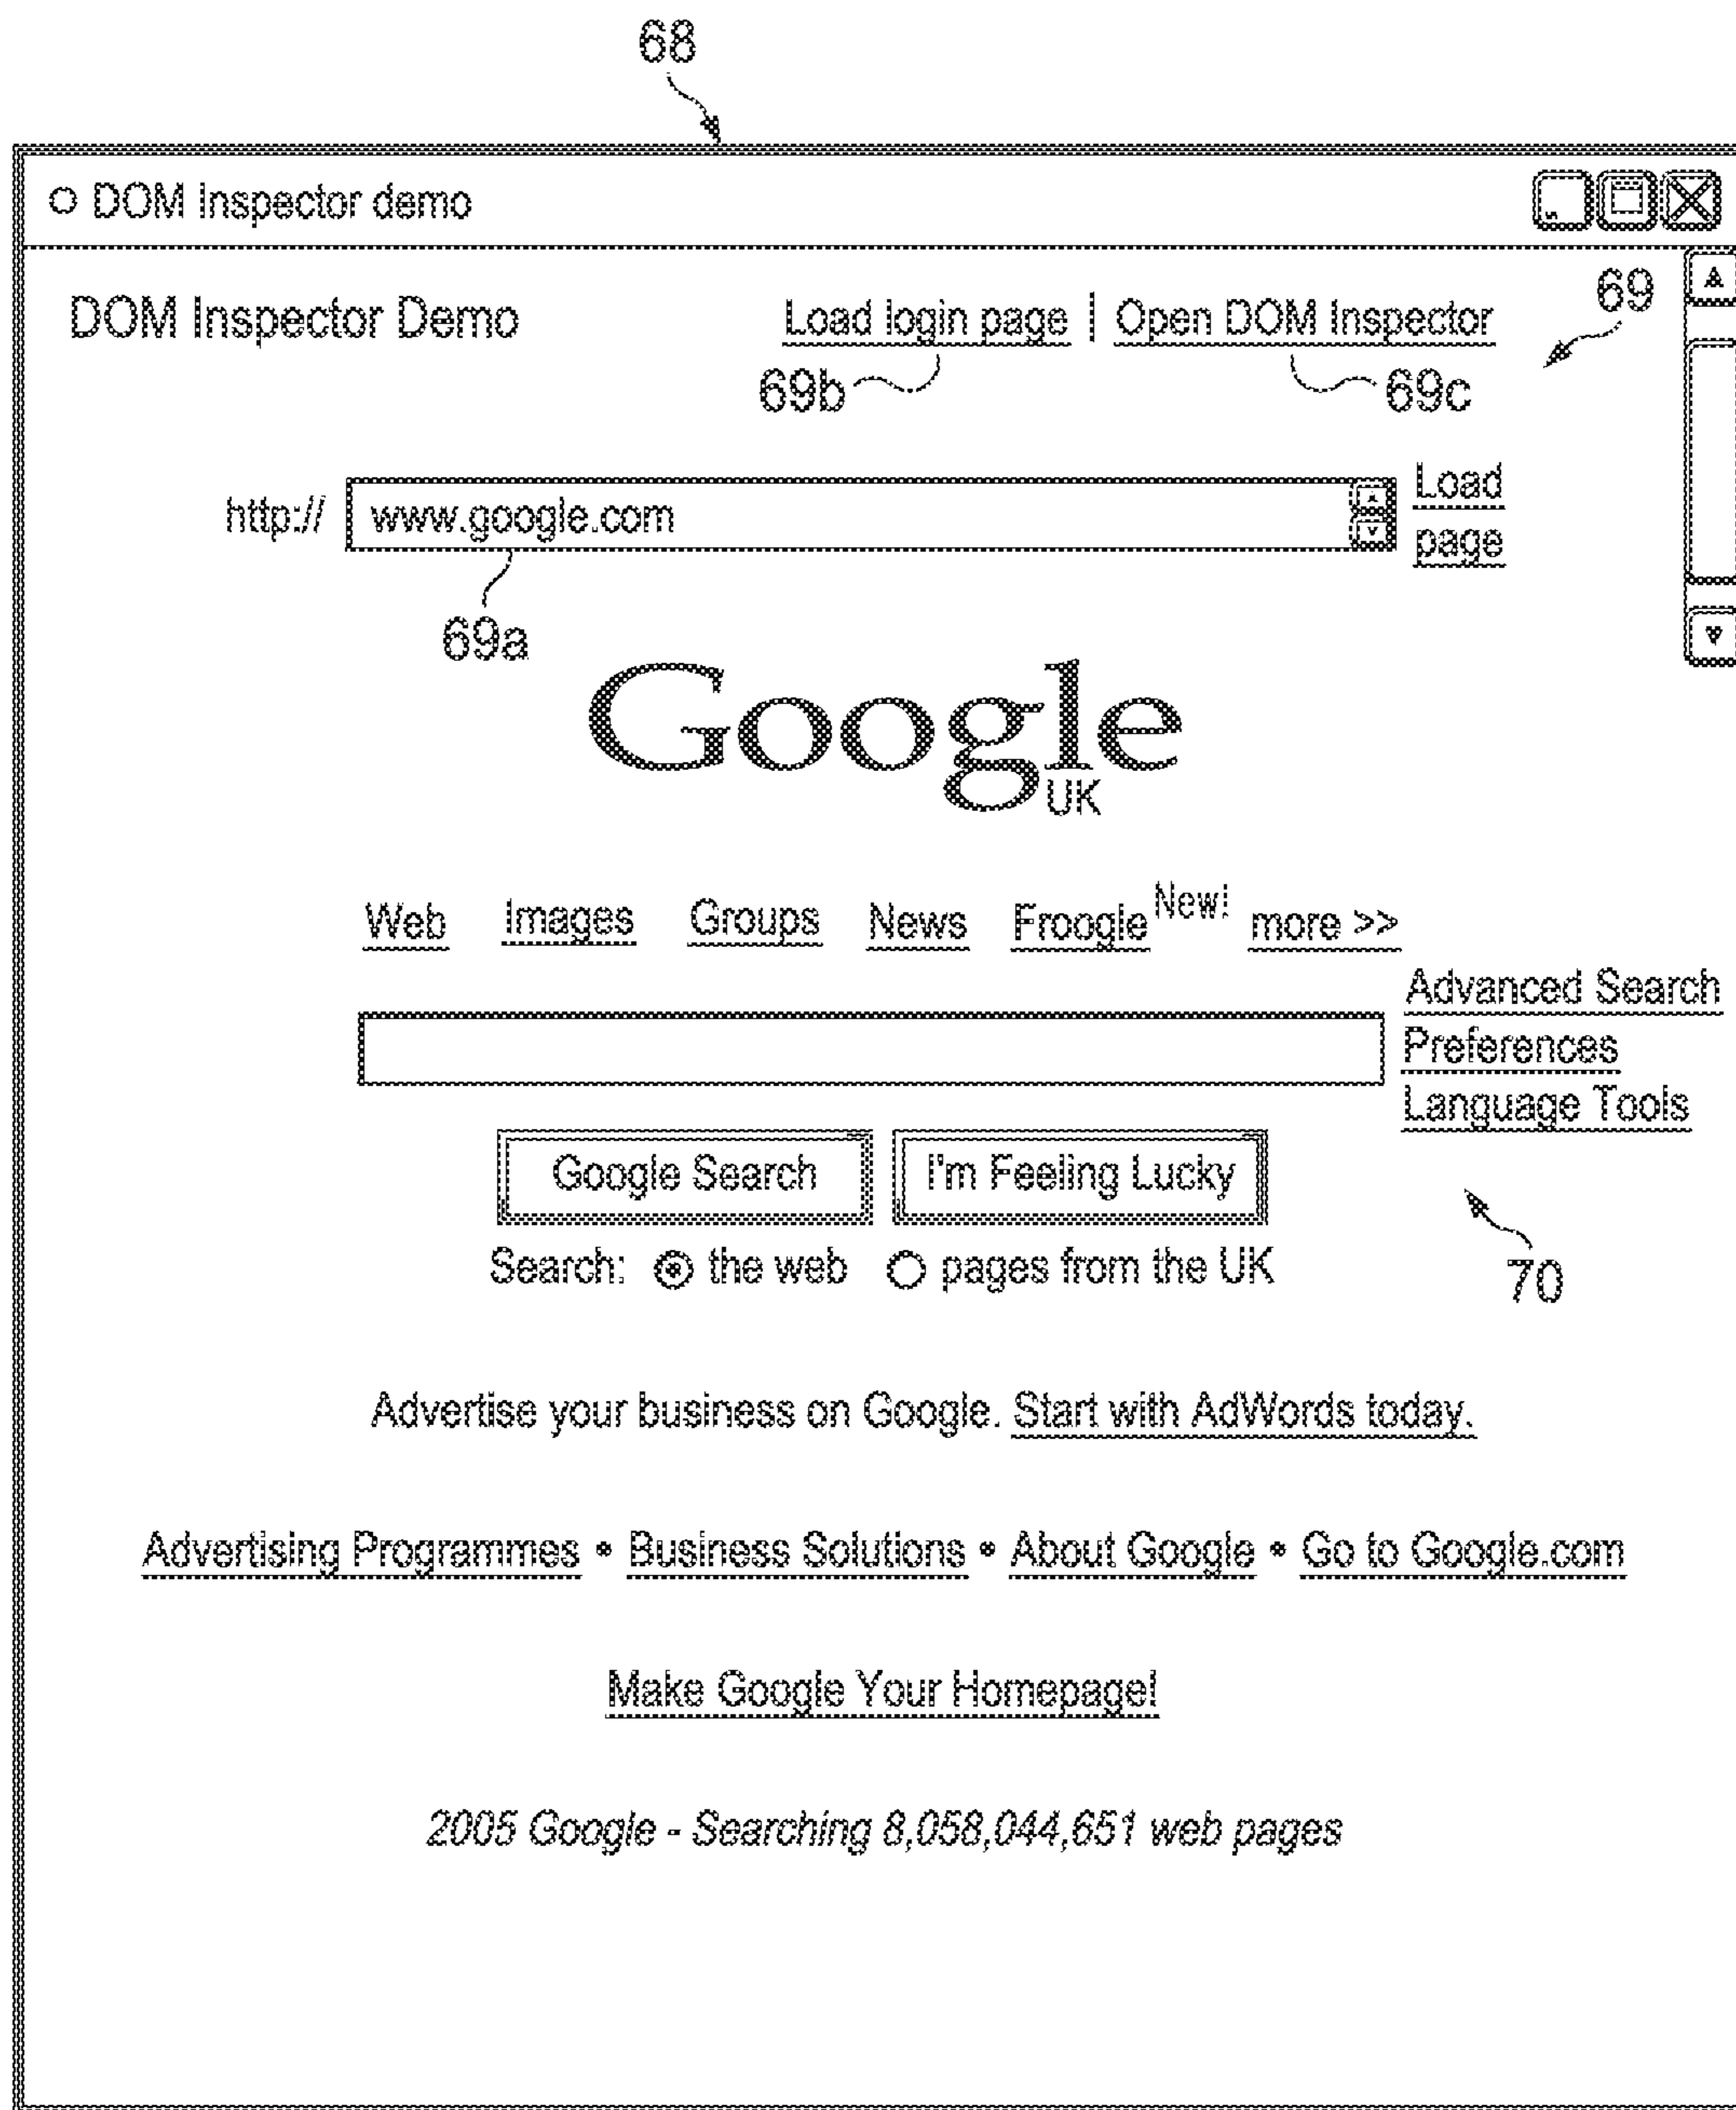 68
DOM Inspector demo
DOM Inspector Demo Load login page | Open DOM Inspector 69
69b 69c
http:// www.google.com Load page
69a
Google UK
Web Images Groups News Froogle New! more >>
Advanced Search
Preferences
Language Tools
Google Search I'm Feeling Lucky
Search: the web pages from the UK
70
Advertise your business on Google. Start with AdWords today.
Advertising Programmes • Business Solutions • About Google • Go to Google.com
Make Google Your Homepage!
2005 Google - Searching 8,058,044,651 web pages